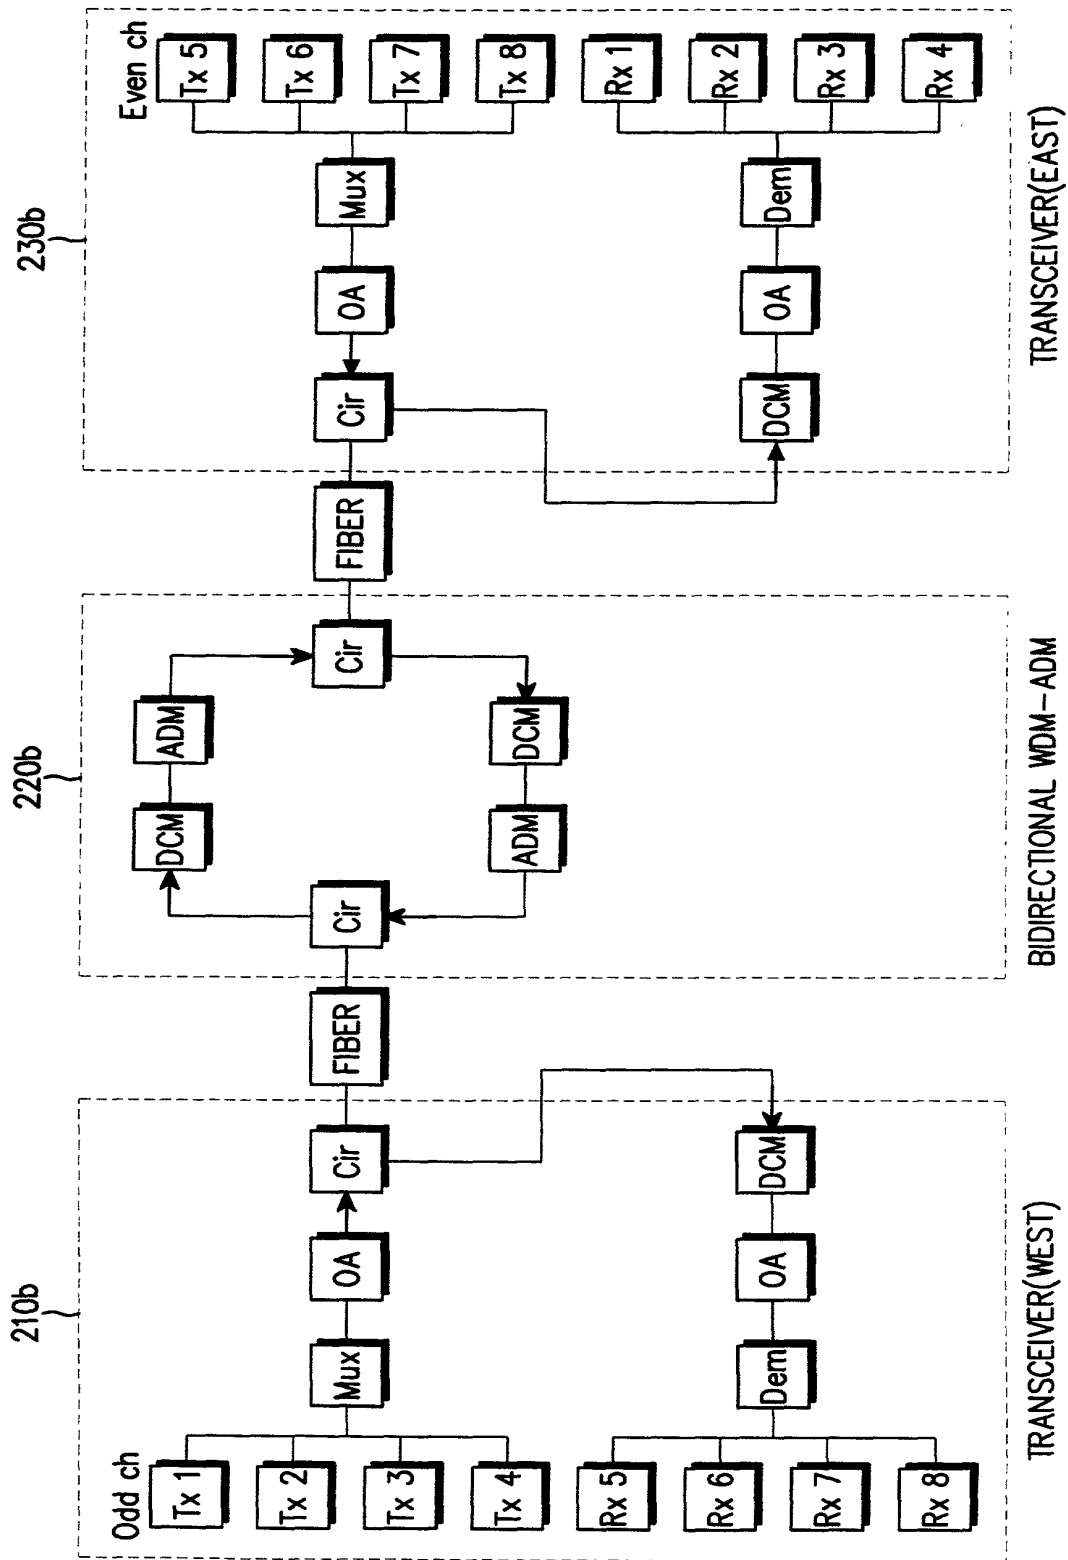 210b
220b
230b
Odd ch
Even ch
Tx 1
Tx 2
Tx 3
Tx 4
Rx 5
Rx 6
Rx 7
Rx 8
Mux
OA
Cir
Dem
OA
DCM
FIBER
Cir
DCM
ADM
ADM
DCM
Cir
FIBER
Cir
OA
Mux
DCM
OA
Dem
Tx 5
Tx 6
Tx 7
Tx 8
Rx 1
Rx 2
Rx 3
Rx 4
TRANSCEIVER(WEST)
BIDIRECTIONAL WDM-ADM
TRANSCEIVER(EAST)